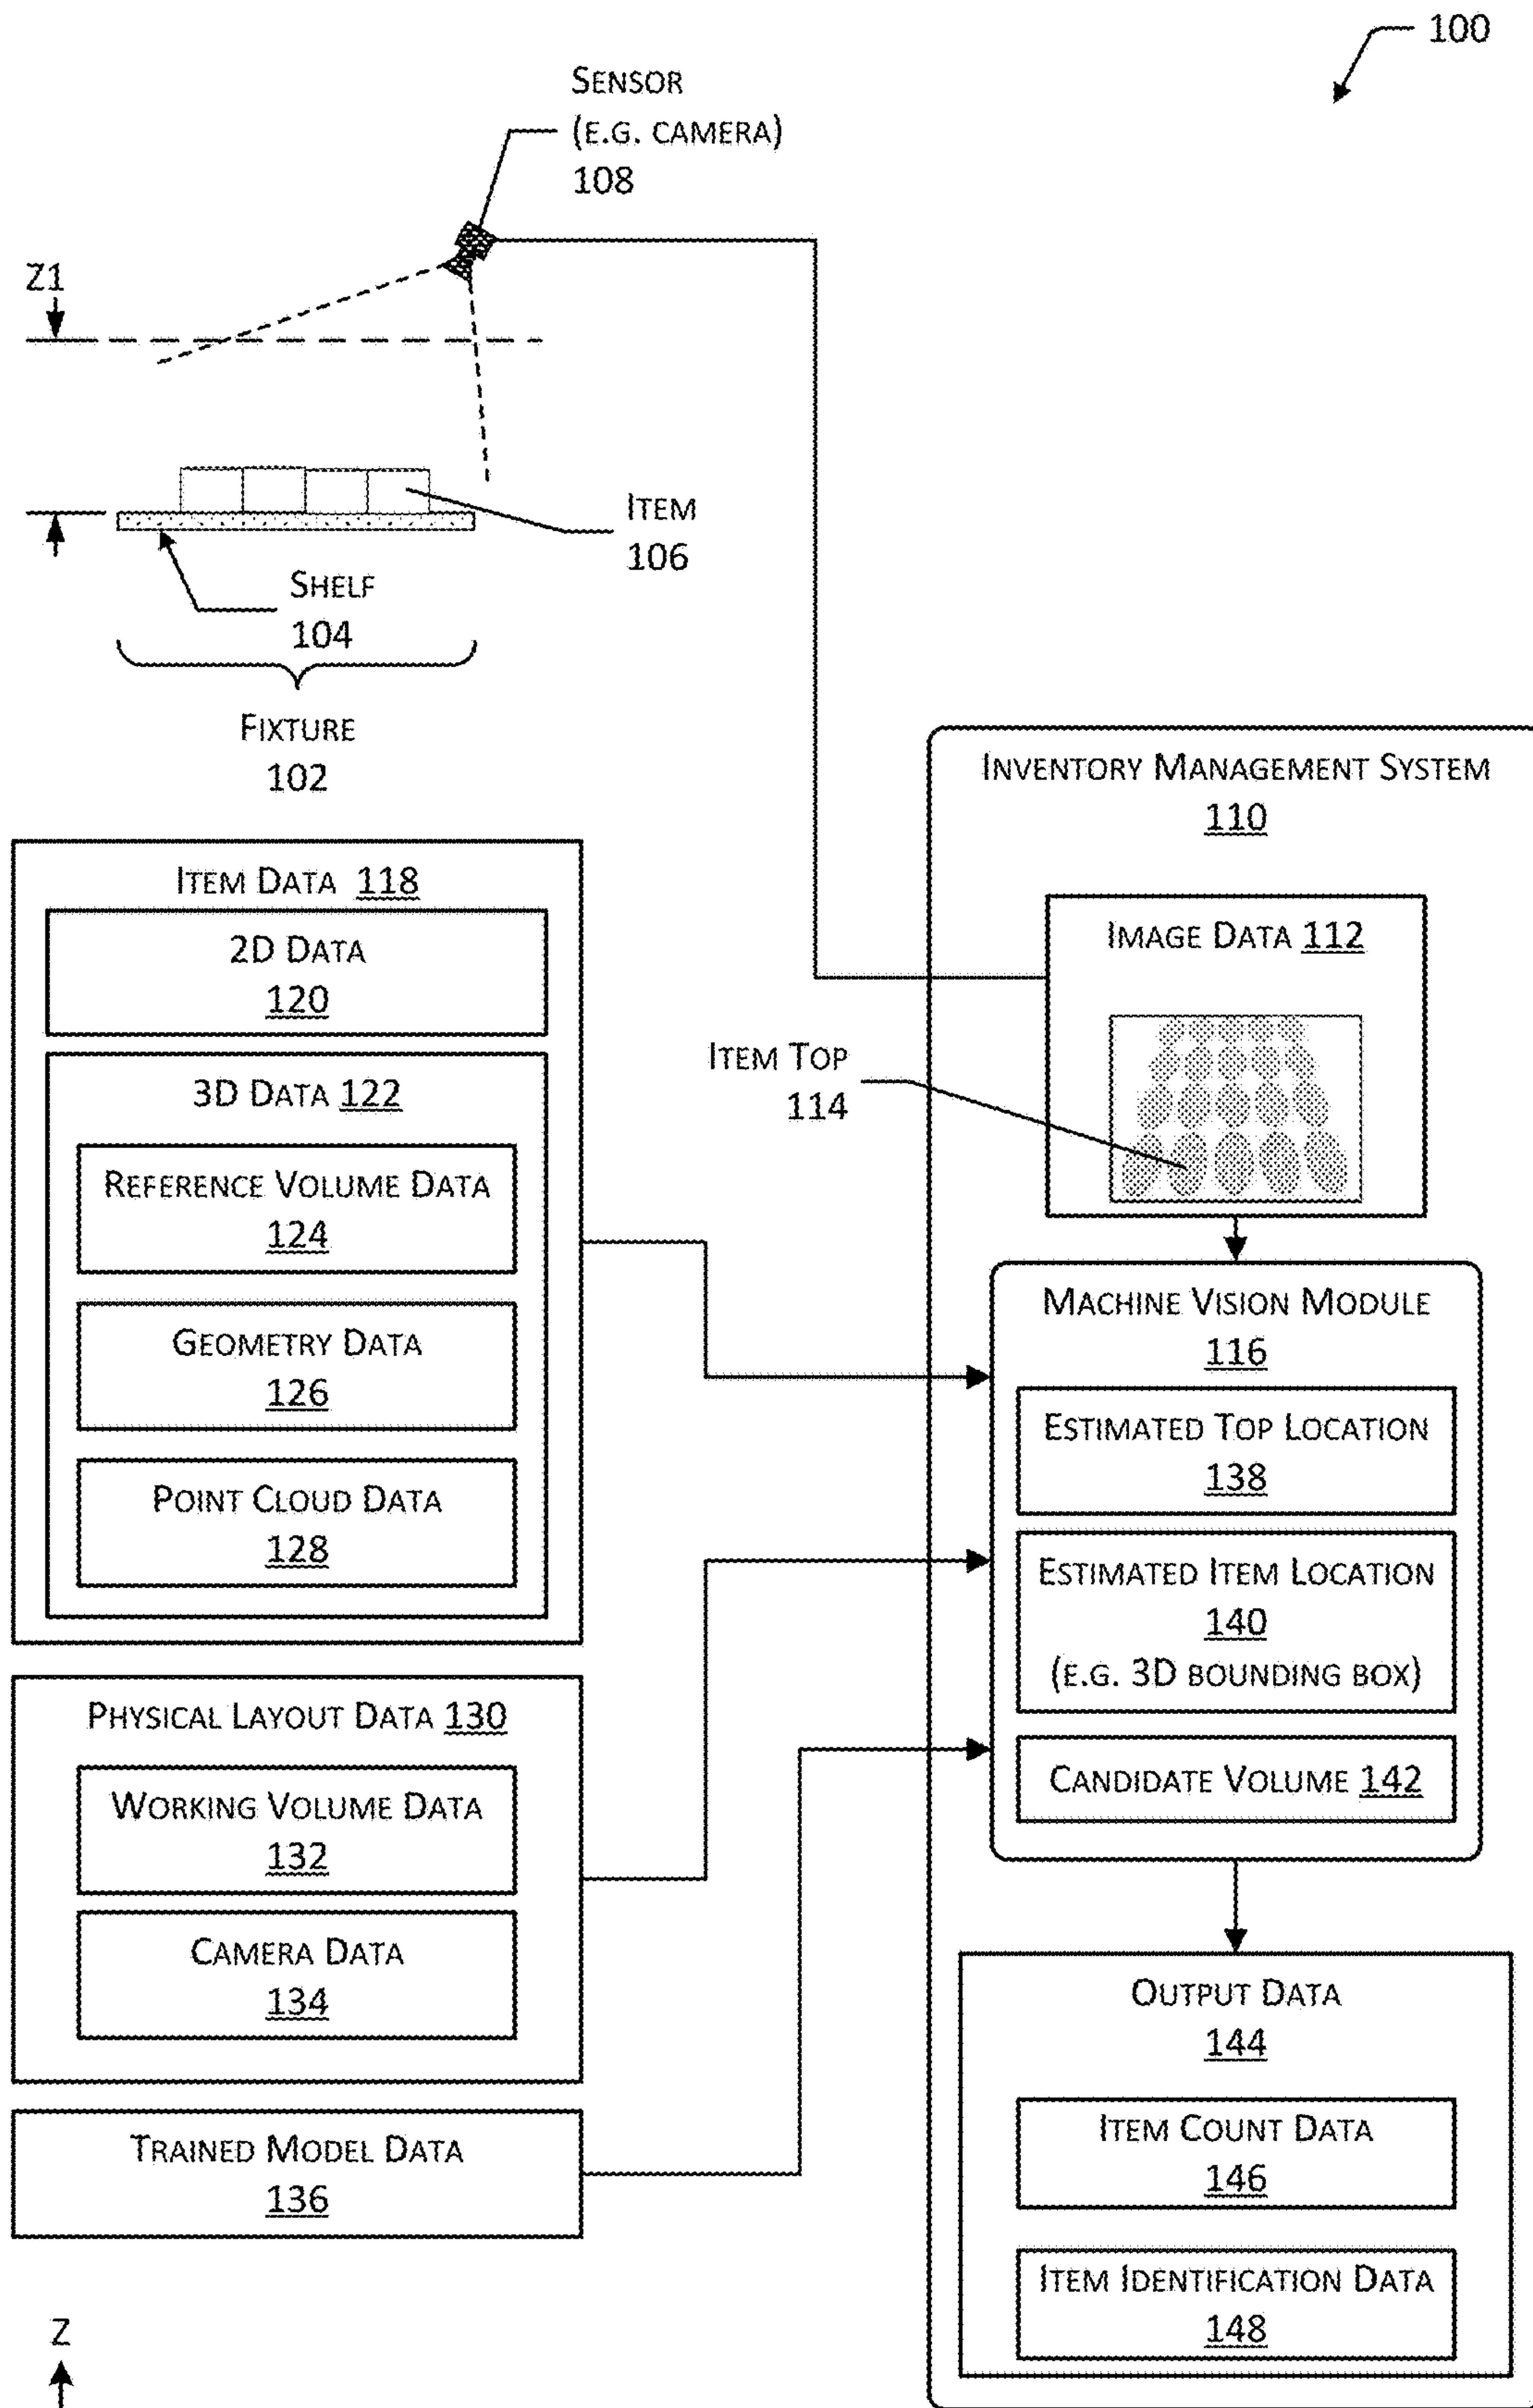 100
SENSOR
(E.G. CAMERA)
108
Z1
ITEM
106
SHELF
104
FIXTURE
102
INVENTORY MANAGEMENT SYSTEM
110
ITEM DATA 118
2D DATA
120
3D DATA 122
REFERENCE VOLUME DATA
124
GEOMETRY DATA
126
POINT CLOUD DATA
128
PHYSICAL LAYOUT DATA 130
WORKING VOLUME DATA
132
CAMERA DATA
134
TRAINED MODEL DATA
136
Z
IMAGE DATA 112
ITEM TOP
114
MACHINE VISION MODULE
116
ESTIMATED TOP LOCATION
138
ESTIMATED ITEM LOCATION
140
(E.G. 3D BOUNDING BOX)
CANDIDATE VOLUME 142
OUTPUT DATA
144
ITEM COUNT DATA
146
ITEM IDENTIFICATION DATA
148